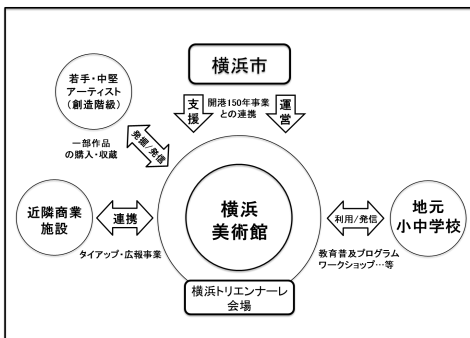 横浜市
若手・中堅
アーティスト
(創造階級)
支援
開港150年事業
との連携
運営
一部作品
の購入・収蔵
発掘/発信
近隣商業
施設
連携
横浜
美術館
利用/発信
地元
小中学校
タイアップ・広報事業
教育普及プログラム
ワークショップ…等
横浜トリエンナーレ
会場